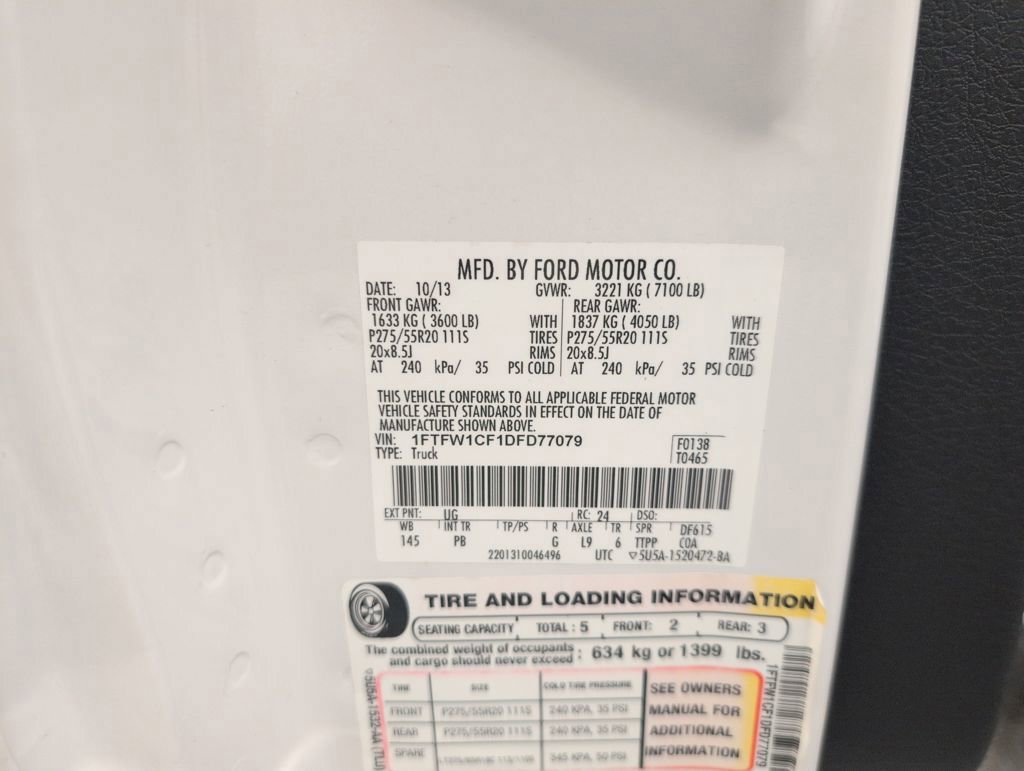 MFD. BY FORD MOTOR CO.
DATE: 10/13 GVWR: 3221 KG ( 7100 LB)
FRONT GAWR: REAR GAWR:
1633 KG ( 3600 LB) WITH 1837 KG ( 4050 LB) WITH
P275/55R20 111S TIRES P275/55R20 111S TIRES
20x8.5J RIMS 20x8.5J RIMS
AT 240 kPa/ 35 PSI COLD AT 240 kPa/ 35 PSI COLD
THIS VEHICLE CONFORMS TO ALL APPLICABLE FEDERAL MOTOR
VEHICLE SAFETY STANDARDS IN EFFECT ON THE DATE OF
MANUFACTURE SHOWN ABOVE.
VIN: 1FTFW1CF1DFD77079 F0138
TYPE: Truck T0465
EXT PNT: UG RC: 24 DSO:
WB INT TR TP/PS R AXLE TR SPR DF615
145 PB G L9 6 TTPP COA
2201310046496 UTC ▽5U5A-1520472-BA
TIRE AND LOADING INFORMATION
SEATING CAPACITY TOTAL : 5 FRONT: 2 REAR: 3
The combined weight of occupants
and cargo should never exceed : 634 kg or 1399 lbs.
TIRE SIZE COLD TIRE PRESSURE SEE OWNERS
FRONT P275/55R20 111S 240 KPA, 35 PSI MANUAL FOR
REAR P275/55R20 111S 240 KPA, 35 PSI ADDITIONAL
SPARE 345 KPA, 50 PSI INFORMATION
1FTFW1CF1DFD77079